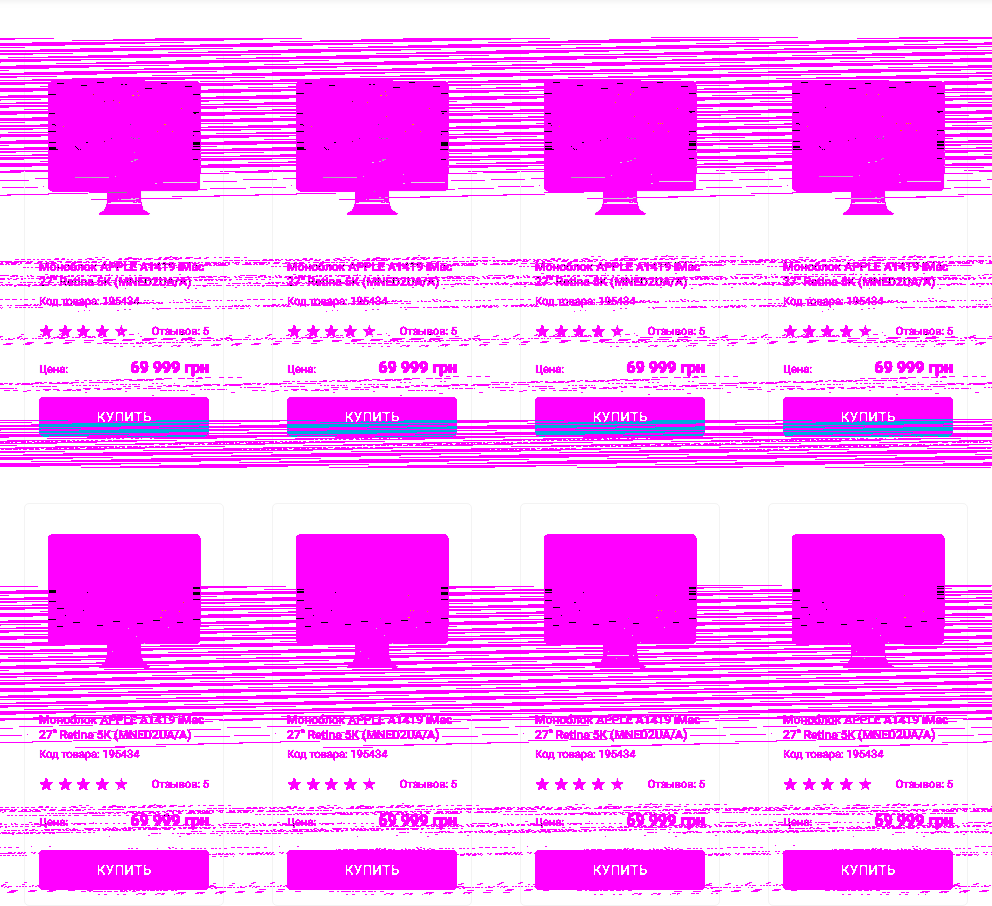 Моноблок APPLE A1419 iMac Моноблок APPLE A1419 iMac Моноблок APPLE A1419 iMac Моноблок APPLE A1419 iMac
27" Retina 5K (MNED2UA/A) 27" Retina 5K (MNED2UA/A) 27" Retina 5K (MNED2UA/A) 27" Retina 5K (MNED2UA/A)
Код товара: 195434 Код товара: 195434 Код товара: 195434 Код товара: 195434
Отзывов: 5 Отзывов: 5 Отзывов: 5 Отзывов: 5
Цена: 69 999 грн Цена: 69 999 грн Цена: 69 999 грн Цена: 69 999 грн
КУПИТЬ КУПИТЬ КУПИТЬ КУПИТЬ
Моноблок APPLE A1419 iMac Моноблок APPLE A1419 iMac Моноблок APPLE A1419 iMac Моноблок APPLE A1419 iMac
27" Retina 5K (MNED2UA/A) 27" Retina 5K (MNED2UA/A) 27" Retina 5K (MNED2UA/A) 27" Retina 5K (MNED2UA/A)
Код товара: 195434 Код товара: 195434 Код товара: 195434 Код товара: 195434
Отзывов: 5 Отзывов: 5 Отзывов: 5 Отзывов: 5
Цена: 69 999 грн Цена: 69 999 грн Цена: 69 999 грн Цена: 69 999 грн
КУПИТЬ КУПИТЬ КУПИТЬ КУПИТЬ